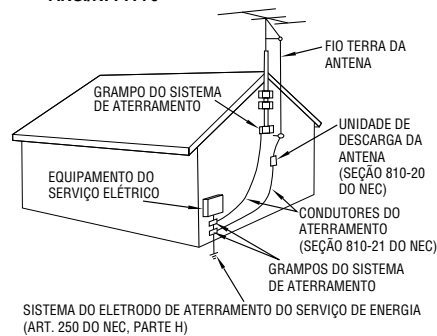 FIO TERRA DA
ANTENA
GRAMPO DO SISTEMA
DE ATERRAMENTO
UNIDADE DE
DESCARGA DA
ANTENA
(SEÇÃO 810-20
DO NEC)
EQUIPAMENTO DO
SERVIÇO ELÉTRICO
CONDUTORES DO
ATERRAMENTO
(SEÇÃO 810-21 DO NEC)
GRAMPOS DO SISTEMA
DE ATERRAMENTO
SISTEMA DO ELETRODO DE ATERRAMENTO DO SERVIÇO DE ENERGIA
(ART. 250 DO NEC, PARTE H)